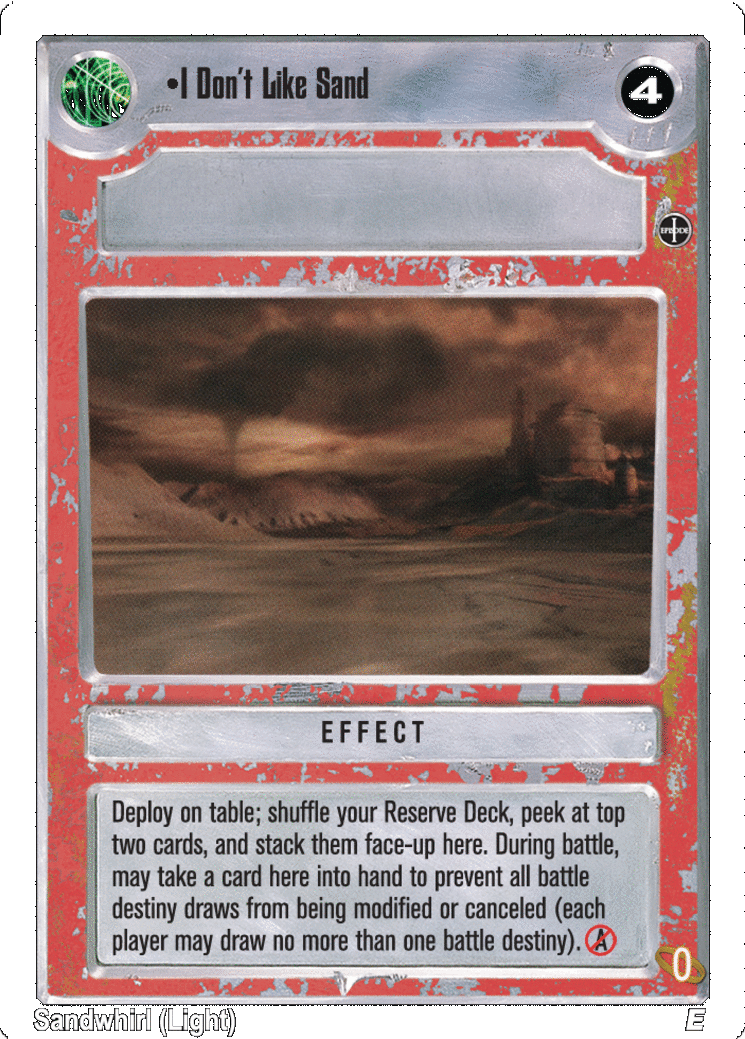 •I Don't Like Sand
4
EPISODE I
EFFECT
Deploy on table; shuffle your Reserve Deck, peek at top
two cards, and stack them face-up here. During battle,
may take a card here into hand to prevent all battle
destiny draws from being modified or canceled (each
player may draw no more than one battle destiny). A
0
Sandwhirl (Light)
E